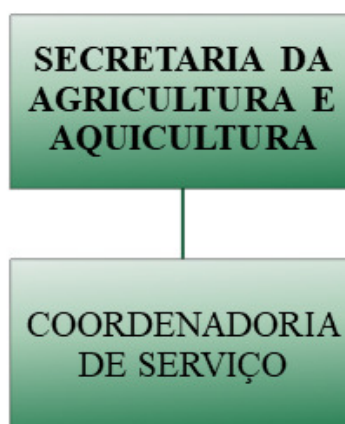 SECRETARIA DA
AGRICULTURA E
AQUICULTURA
COORDENADORIA
DE SERVIÇO